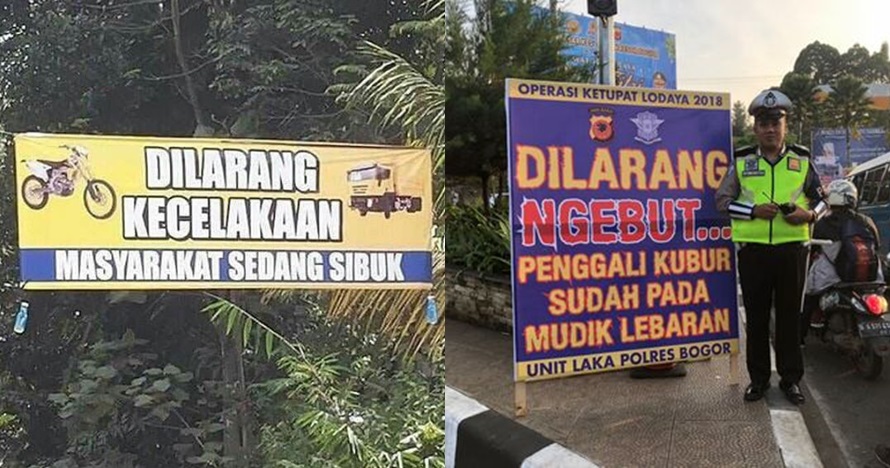 DILARANG
KECELAKAAN
MASYARAKAT SEDANG SIBUK
OPERASI KETUPAT LODAYA 2018
DILARANG
NGEBUT...
PENGGALI KUBUR
SUDAH PADA
MUDIK LEBARAN
UNIT LAKA POLRES BOGOR